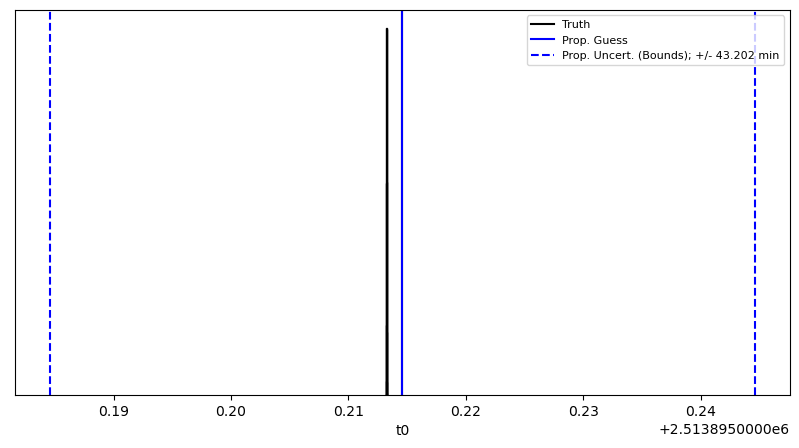 Truth
Prop. Guess
Prop. Uncert. (Bounds); +/- 43.202 min
0.19 0.20 0.21 0.22 0.23 0.24
t0
+2.5138950000e6